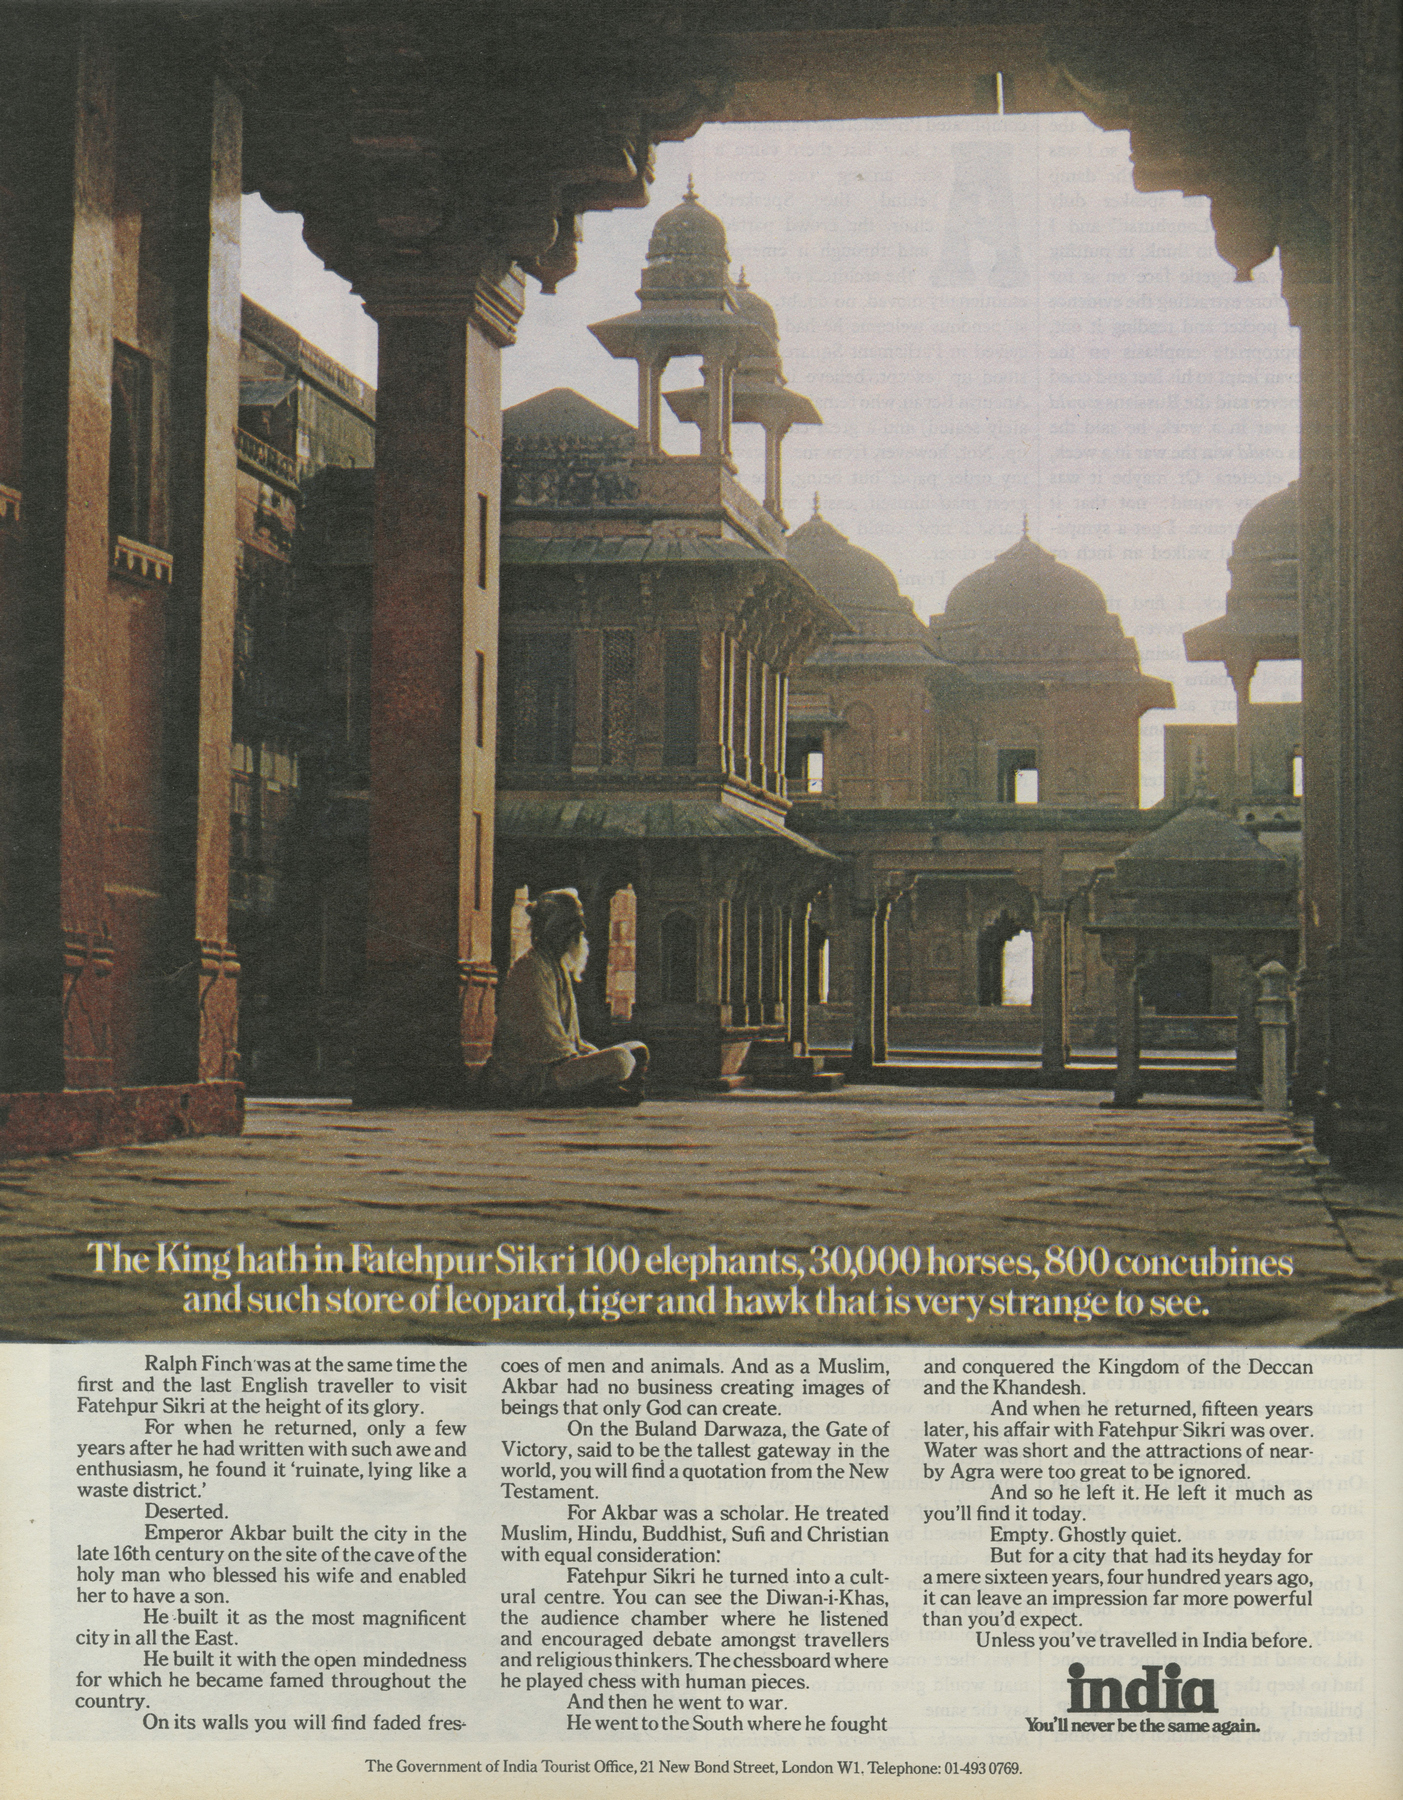 The King hath in Fatehpur Sikri 100 elephants, 30,000 horses, 800 concubines
and such store of leopard, tiger and hawk that is very strange to see.
Ralph Finch was at the same time the
first and the last English traveller to visit
Fatehpur Sikri at the height of its glory.
For when he returned, only a few
years after he had written with such awe and
enthusiasm, he found it 'ruinate, lying like a
waste district.'
Deserted.
Emperor Akbar built the city in the
late 16th century on the site of the cave of the
holy man who blessed his wife and enabled
her to have a son.
He built it as the most magnificent
city in all the East.
He built it with the open mindedness
for which he became famed throughout the
country.
On its walls you will find faded fres-
coes of men and animals. And as a Muslim,
Akbar had no business creating images of
beings that only God can create.
On the Buland Darwaza, the Gate of
Victory, said to be the tallest gateway in the
world, you will find a quotation from the New
Testament.
For Akbar was a scholar. He treated
Muslim, Hindu, Buddhist, Sufi and Christian
with equal consideration:
Fatehpur Sikri he turned into a cult-
ural centre. You can see the Diwan-i-Khas,
the audience chamber where he listened
and encouraged debate amongst travellers
and religious thinkers. The chessboard where
he played chess with human pieces.
And then he went to war.
He went to the South where he fought
and conquered the Kingdom of the Deccan
and the Khandesh.
And when he returned, fifteen years
later, his affair with Fatehpur Sikri was over.
Water was short and the attractions of near-
by Agra were too great to be ignored.
And so he left it. He left it much as
you'll find it today.
Empty. Ghostly quiet.
But for a city that had its heyday for
a mere sixteen years, four hundred years ago,
it can leave an impression far more powerful
than you'd expect.
Unless you've travelled in India before.
india
You'll never be the same again.
The Government of India Tourist Office, 21 New Bond Street, London W1. Telephone: 01-493 0769.